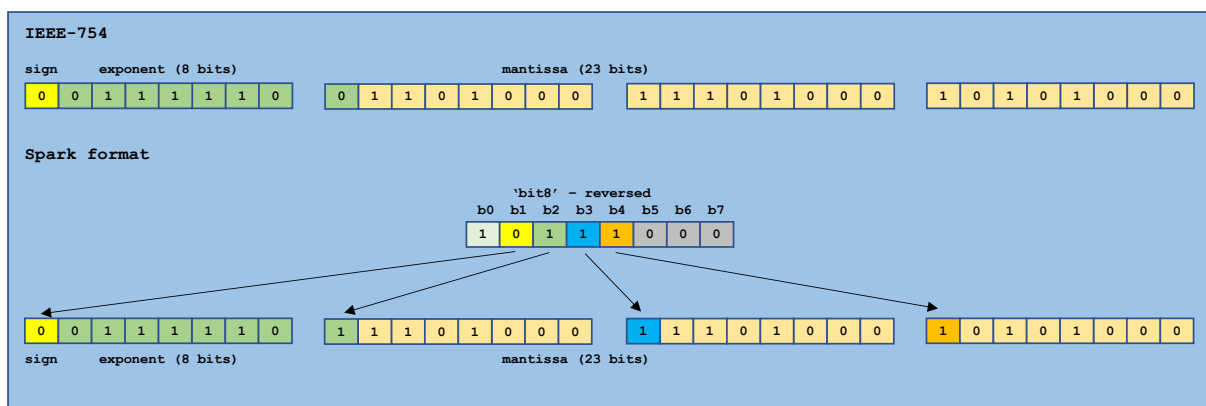 IEEE-754
sign exponent (8 bits) mantissa (23 bits)
0 0 1 1 1 1 1 0 0 1 1 0 1 0 0 0 1 1 1 0 1 0 0 0 1 0 1 0 1 0 0 0
Spark format
‘bit8’ – reversed
b0 b1 b2 b3 b4 b5 b6 b7
1 0 1 1 1 0 0 0
0 0 1 1 1 1 1 0 1 1 1 0 1 0 0 0 1 1 1 0 1 0 0 0 1 0 1 0 1 0 0 0
sign exponent (8 bits) mantissa (23 bits)